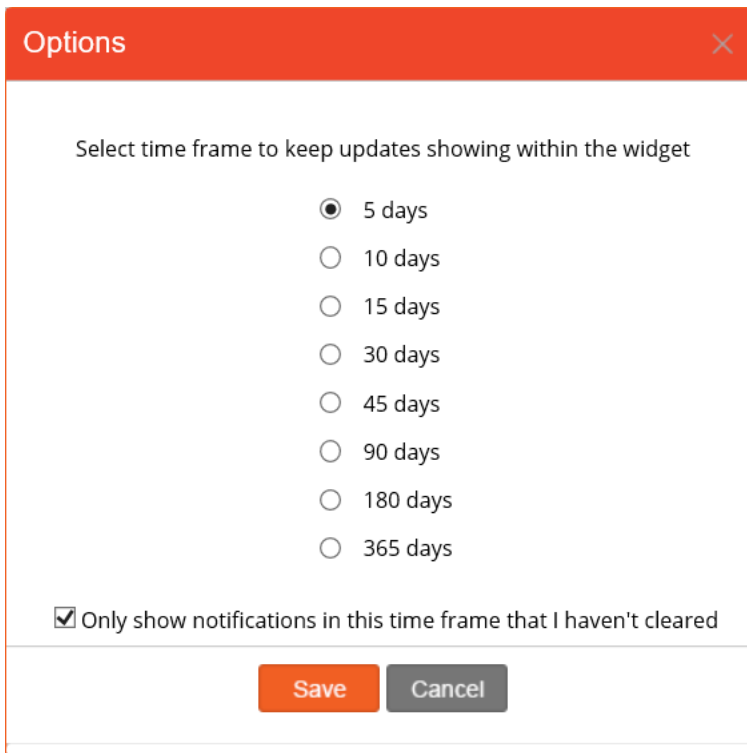 Options
Select time frame to keep updates showing within the widget
5 days
10 days
15 days
30 days
45 days
90 days
180 days
365 days
Only show notifications in this time frame that I haven't cleared
Save Cancel